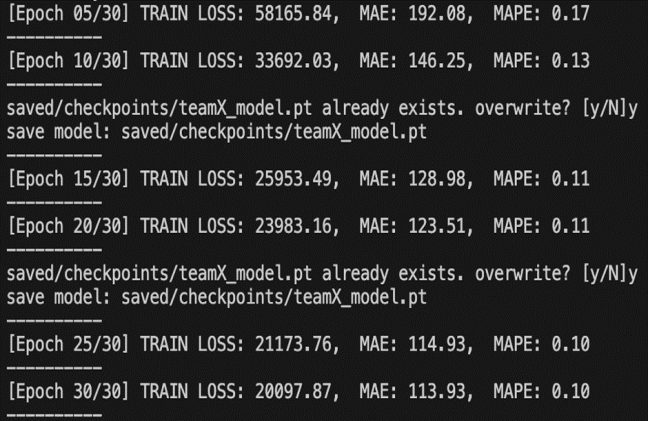 [Epoch 05/30] TRAIN LOSS: 58165.84,  MAE: 192.08,  MAPE: 0.17
----------
[Epoch 10/30] TRAIN LOSS: 33692.03,  MAE: 146.25,  MAPE: 0.13
----------
saved/checkpoints/teamX_model.pt already exists. overwrite? [y/N]y
save model: saved/checkpoints/teamX_model.pt
----------
[Epoch 15/30] TRAIN LOSS: 25953.49,  MAE: 128.98,  MAPE: 0.11
----------
[Epoch 20/30] TRAIN LOSS: 23983.16,  MAE: 123.51,  MAPE: 0.11
----------
saved/checkpoints/teamX_model.pt already exists. overwrite? [y/N]y
save model: saved/checkpoints/teamX_model.pt
----------
[Epoch 25/30] TRAIN LOSS: 21173.76,  MAE: 114.93,  MAPE: 0.10
----------
[Epoch 30/30] TRAIN LOSS: 20097.87,  MAE: 113.93,  MAPE: 0.10
----------